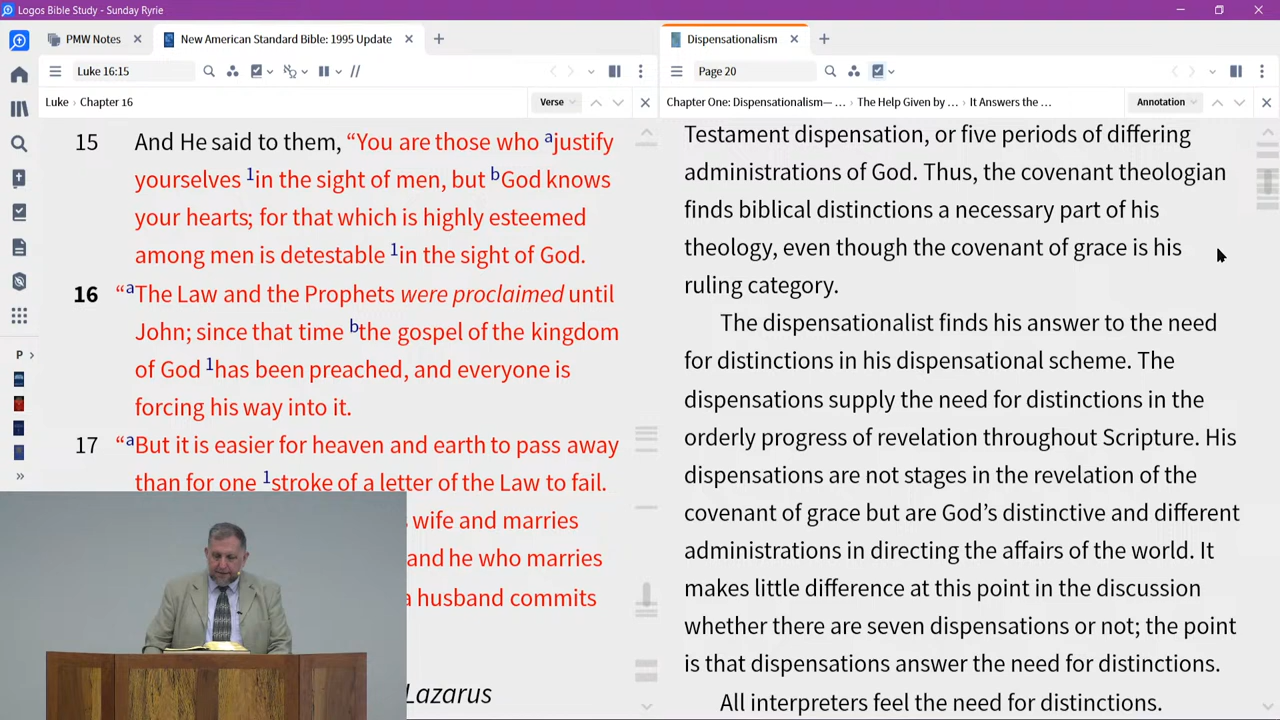 Logos Bible Study - Sunday Ryrie
PMW Notes
New American Standard Bible: 1995 Update
Luke 16:15
Luke › Chapter 16
Verse
15 And He said to them, “You are those who a justify
yourselves 1 in the sight of men, but b God knows
your hearts; for that which is highly esteemed
among men is detestable 1 in the sight of God.
16 “a The Law and the Prophets were proclaimed until
John; since that time b the gospel of the kingdom
of God 1 has been preached, and everyone is
forcing his way into it.
17 “a But it is easier for heaven and earth to pass away
than for one 1 stroke of a letter of the Law to fail.
wife and marries
and he who marries
a husband commits
Lazarus
P
Dispensationalism
Page 20
Chapter One: Dispensationalism— ... › The Help Given by ... › It Answers the ...
Annotation
Testament dispensation, or five periods of differing
administrations of God. Thus, the covenant theologian
finds biblical distinctions a necessary part of his
theology, even though the covenant of grace is his
ruling category.
The dispensationalist finds his answer to the need
for distinctions in his dispensational scheme. The
dispensations supply the need for distinctions in the
orderly progress of revelation throughout Scripture. His
dispensations are not stages in the revelation of the
covenant of grace but are God’s distinctive and different
administrations in directing the affairs of the world. It
makes little difference at this point in the discussion
whether there are seven dispensations or not; the point
is that dispensations answer the need for distinctions.
All interpreters feel the need for distinctions.